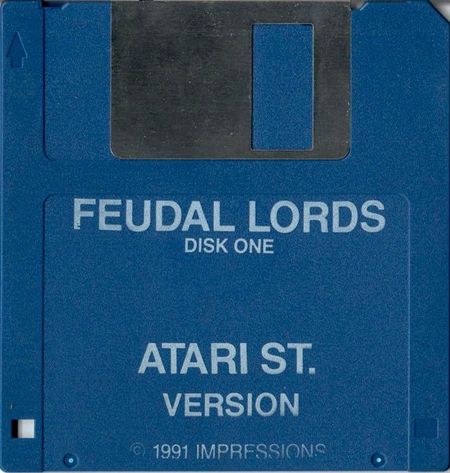 FEUDAL LORDS
DISK ONE
ATARI ST.
VERSION
© 1991 IMPRESSIONS